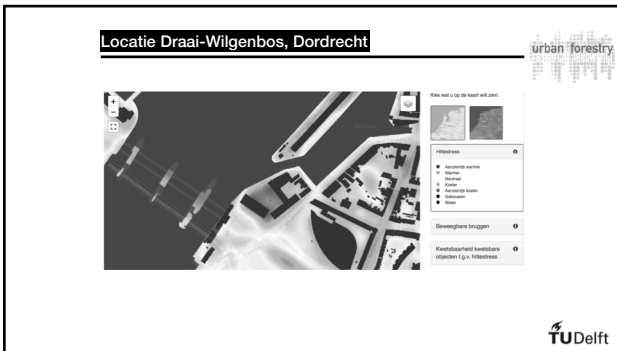 Locatie Draai-Wilgenbos, Dordrecht
urban forestry
Kies wat u op de kaart wilt zien:
+
-
Hittestress
Aanzienlijk warmer
Warmer
Neutraal
Koeler
Aanzienlijk koeler
Gebouwen
Water
Beweegbare bruggen
Kwetsbaarheid kwetsbare
objecten t.g.v. hittestress
TUDelft